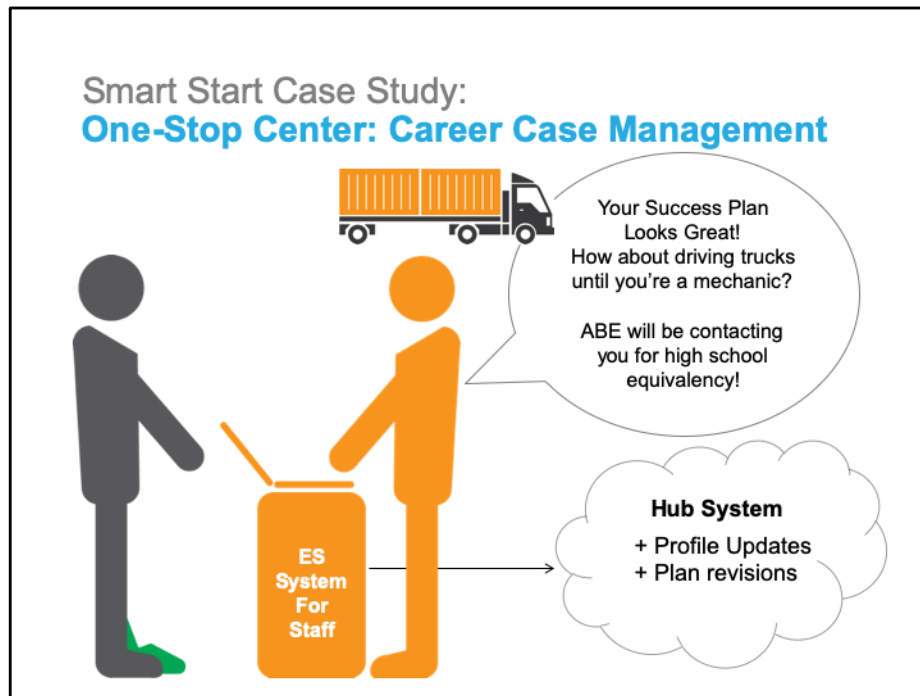 Smart Start Case Study:
One-Stop Center: Career Case Management
Your Success Plan
Looks Great!
How about driving trucks
until you’re a mechanic?
ABE will be contacting
you for high school
equivalency!
Hub System
+ Profile Updates
+ Plan revisions
ES
System
For
Staff